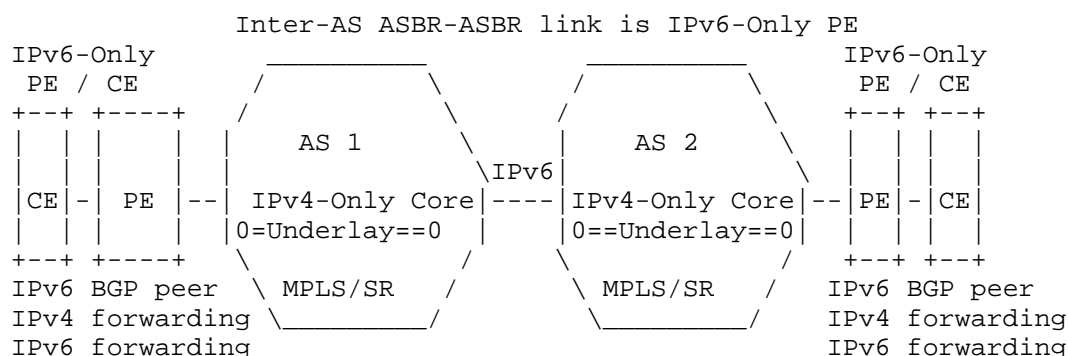 Inter-AS ASBR-ASBR link is IPv6-Only PE
IPv6-Only IPv6-Only
PE / CE PE / CE
AS 1 AS 2
IPv6
CE PE IPv4-Only Core IPv4-Only Core PE CE
0=Underlay==0 0==Underlay==0
IPv6 BGP peer MPLS/SR MPLS/SR IPv6 BGP peer
IPv4 forwarding IPv4 forwarding
IPv6 forwarding IPv6 forwarding